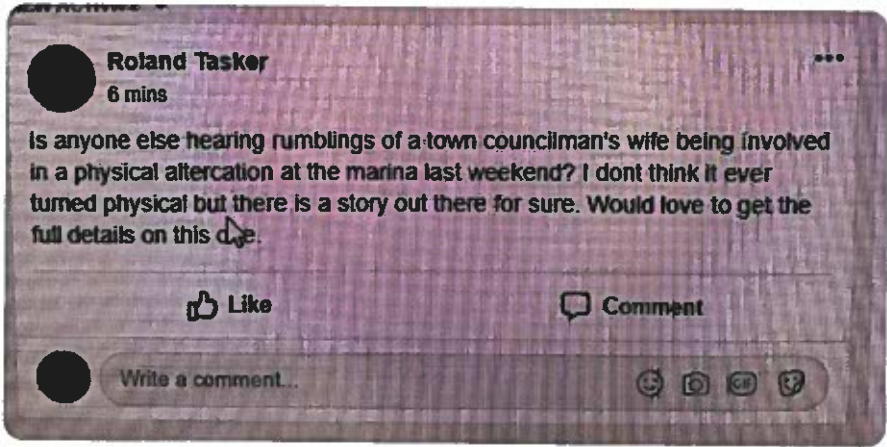 Roland Tasker
6 mins
Is anyone else hearing rumblings of a town councilman's wife being involved
in a physical altercation at the marina last weekend? I dont think it ever
turned physical but there is a story out there for sure. Would love to get the
full details on this
Like
Comment
Write a comment...
GIF